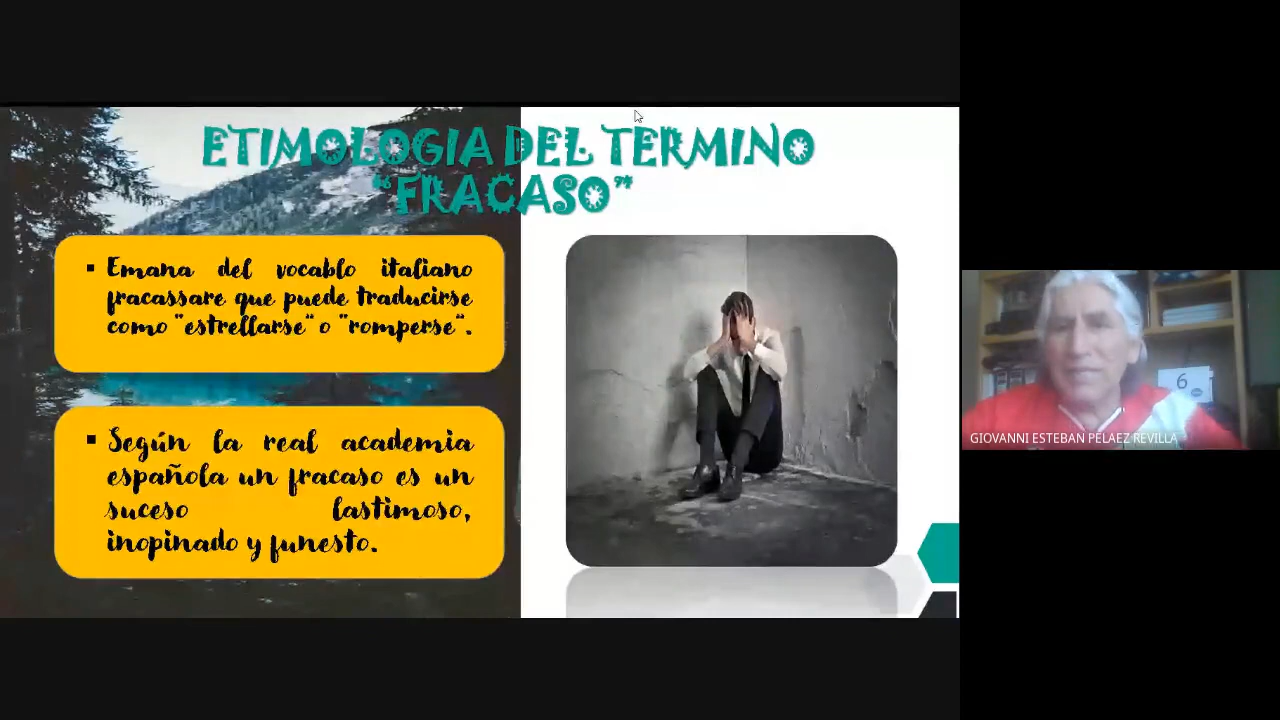 ETIMOLOGIA DEL TERMINO
“FRACASO”
▪ Emana del vocablo italiano
fracassare que puede traducirse
como "estrellarse" o "romperse".
▪ Según la real academia
española un fracaso es un
suceso lastimoso,
inopinado y funesto.
6
GIOVANNI ESTEBAN PELAEZ REVILLA